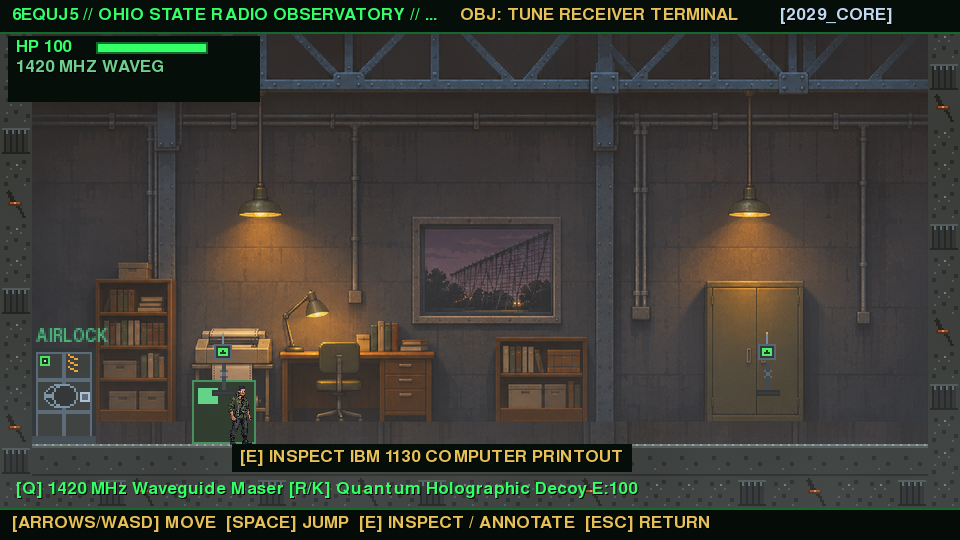 6EQUJ5 // OHIO STATE RADIO OBSERVATORY // ... OBJ: TUNE RECEIVER TERMINAL [2029_CORE]
HP 100
1420 MHZ WAVEG
AIRLOCK
[E] INSPECT IBM 1130 COMPUTER PRINTOUT
[Q] 1420 MHz Waveguide Maser [R/K] Quantum Holographic Decoy E:100
[ARROWS/WASD] MOVE [SPACE] JUMP [E] INSPECT / ANNOTATE [ESC] RETURN